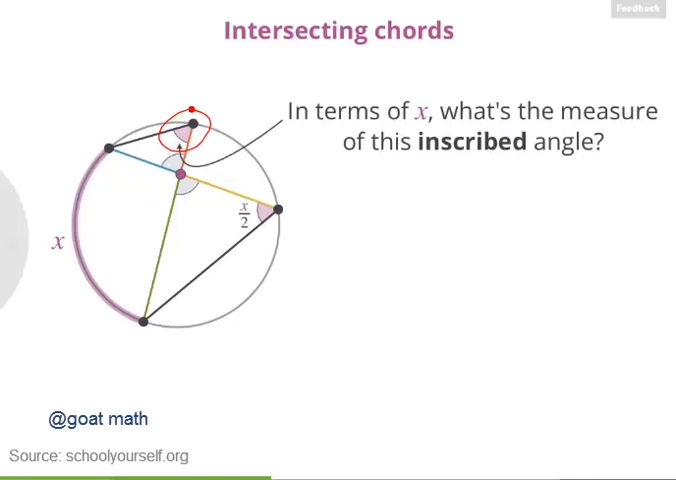 Feedback
Intersecting chords
In terms of x, what's the measure
of this inscribed angle?
x
2
x
@goat math
Source: schoolyourself.org